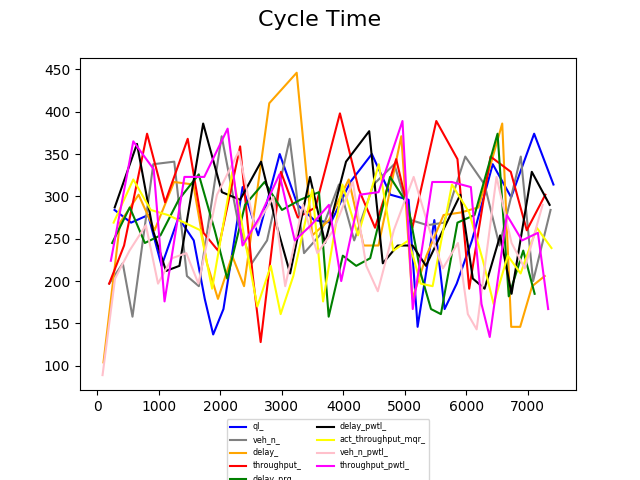 Cycle Time
450
400
350
300
250
200
150
100
0 1000 2000 3000 4000 5000 6000 7000
ql_ delay_pwtl_
veh_n_ act_throughput_mqr_
delay_ veh_n_pwtl_
throughput_ throughput_pwtl_